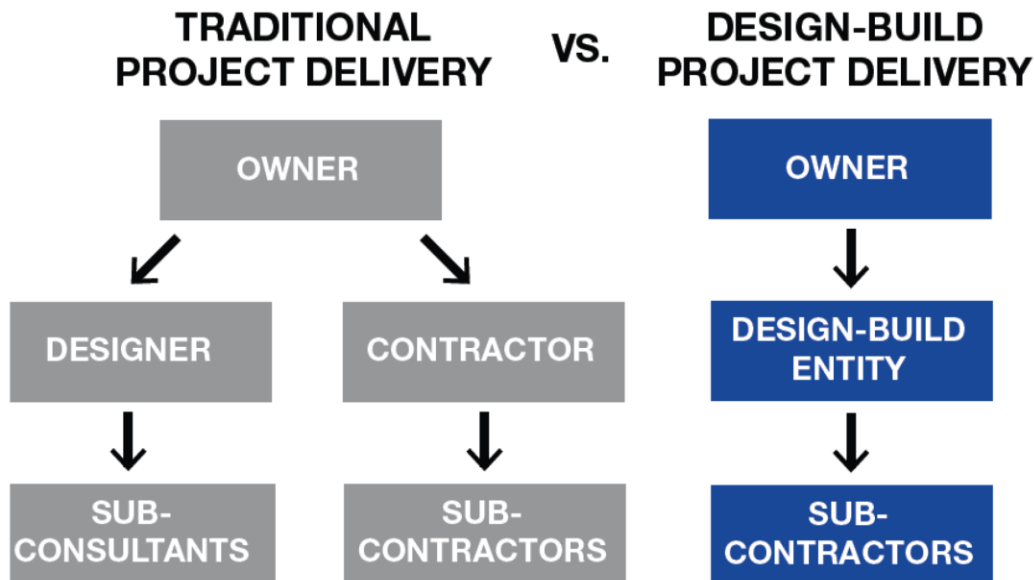 TRADITIONAL
PROJECT DELIVERY
VS.
DESIGN-BUILD
PROJECT DELIVERY
OWNER
DESIGNER
CONTRACTOR
SUB-
CONSULTANTS
SUB-
CONTRACTORS
OWNER
DESIGN-BUILD
ENTITY
SUB-
CONTRACTORS